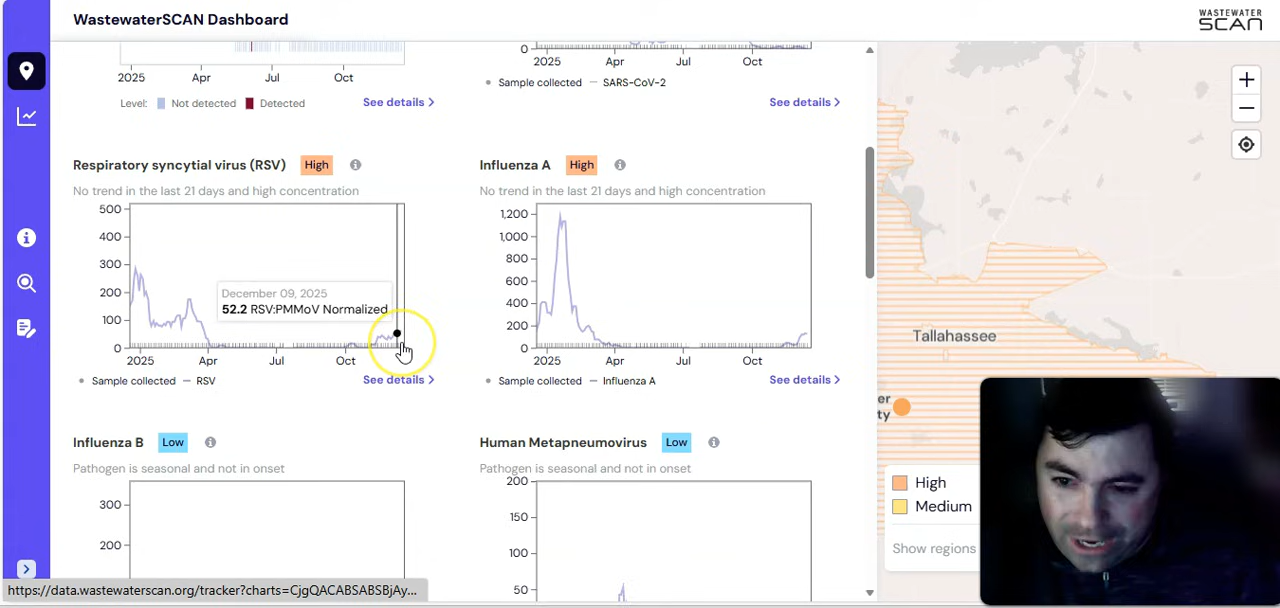 WastewaterSCAN Dashboard
WASTEWATER
SCAN
2025 Apr Jul Oct
Level: Not detected Detected
See details >
0
2025 Apr Jul Oct
Sample collected SARS-CoV-2
See details >
Respiratory syncytial virus (RSV) High
No trend in the last 21 days and high concentration
500
400
300
200
100
0
December 09, 2025
52.2 RSV:PMMoV Normalized
2025 Apr Jul Oct
Sample collected RSV
See details >
Influenza A High
No trend in the last 21 days and high concentration
1,200
1,000
800
600
400
200
0
2025 Apr Jul Oct
Sample collected Influenza A
See details >
Influenza B Low
Pathogen is seasonal and not in onset
300
200
Human Metapneumovirus Low
Pathogen is seasonal and not in onset
200
150
100
50
Tallahassee
er
ty
High
Medium
Show regions
https://data.wastewaterscan.org/tracker?charts=CjgQACABSABSBjAy...